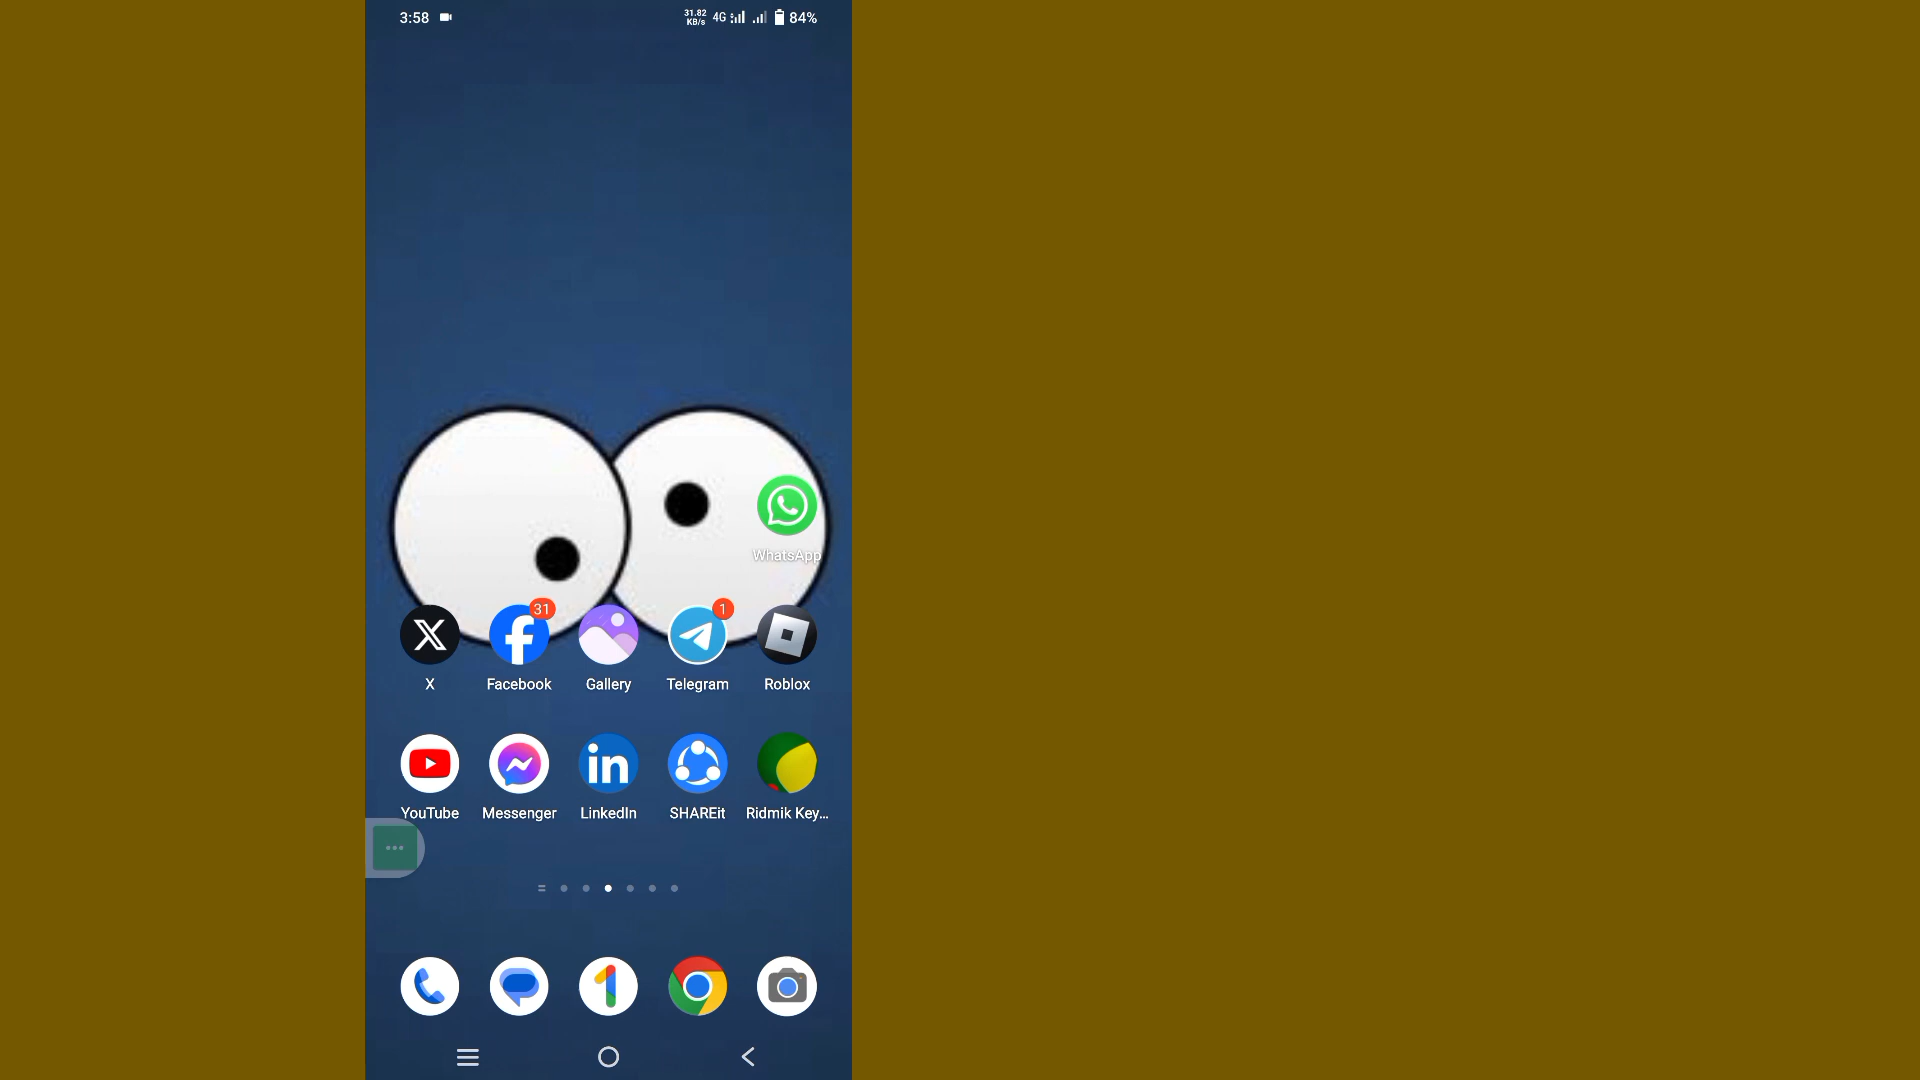 3:58 31.82 KB/s 4G 84%
WhatsApp
31 1
X Facebook Gallery Telegram Roblox
YouTube Messenger LinkedIn SHAREit Ridmik Key...